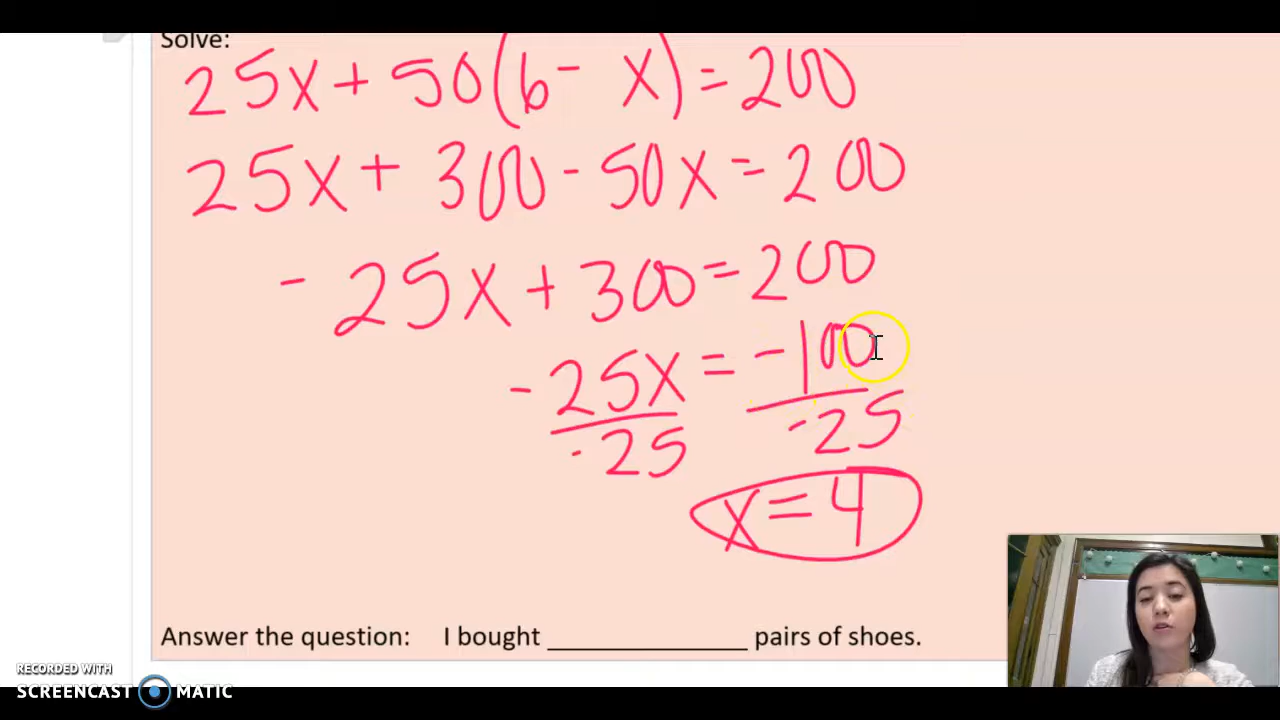 Solve:
25x + 50(6 - x) = 200
25x + 300 - 50x = 200
- 25x + 300 = 200
- 25x = -100
-25 -25
x = 4
Answer the question: I bought ______________ pairs of shoes.
RECORDED WITH
SCREENCAST MATIC